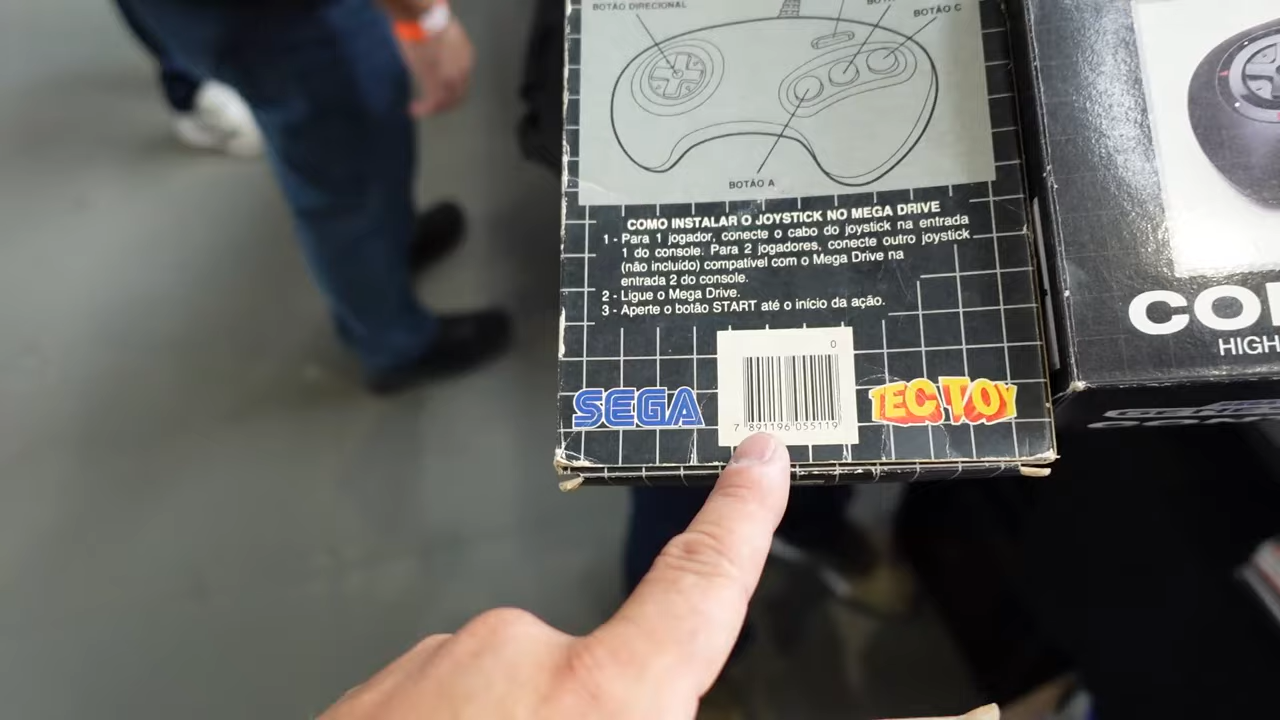 BOTÃO DIRECIONAL
BOTÃO C
BOTÃO A
COMO INSTALAR O JOYSTICK NO MEGA DRIVE
1 - Para 1 jogador, conecte o cabo do joystick na entrada
1 do console. Para 2 jogadores, conecte outro joystick
(não incluído) compatível com o Mega Drive na
entrada 2 do console.
2 - Ligue o Mega Drive.
3 - Aperte o botão START até o início da ação.
0
7 891196 055119
SEGA
TEC TOY
HIGH